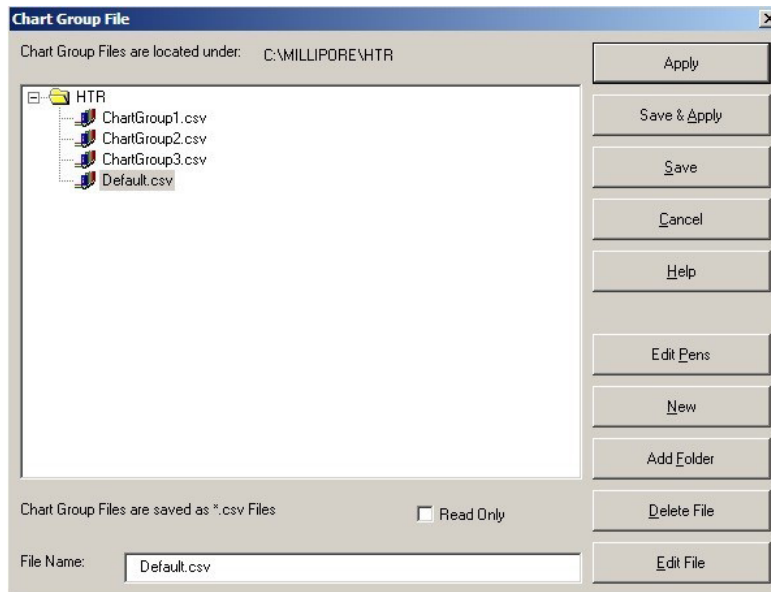 Chart Group File
Chart Group Files are located under: C:\MILLIPORE\HTR
HTR
ChartGroup1.csv
ChartGroup2.csv
ChartGroup3.csv
Default.csv
Apply
Save & Apply
Save
Cancel
Help
Edit Pens
New
Add Folder
Delete File
Edit File
Chart Group Files are saved as *.csv Files
Read Only
File Name: Default.csv